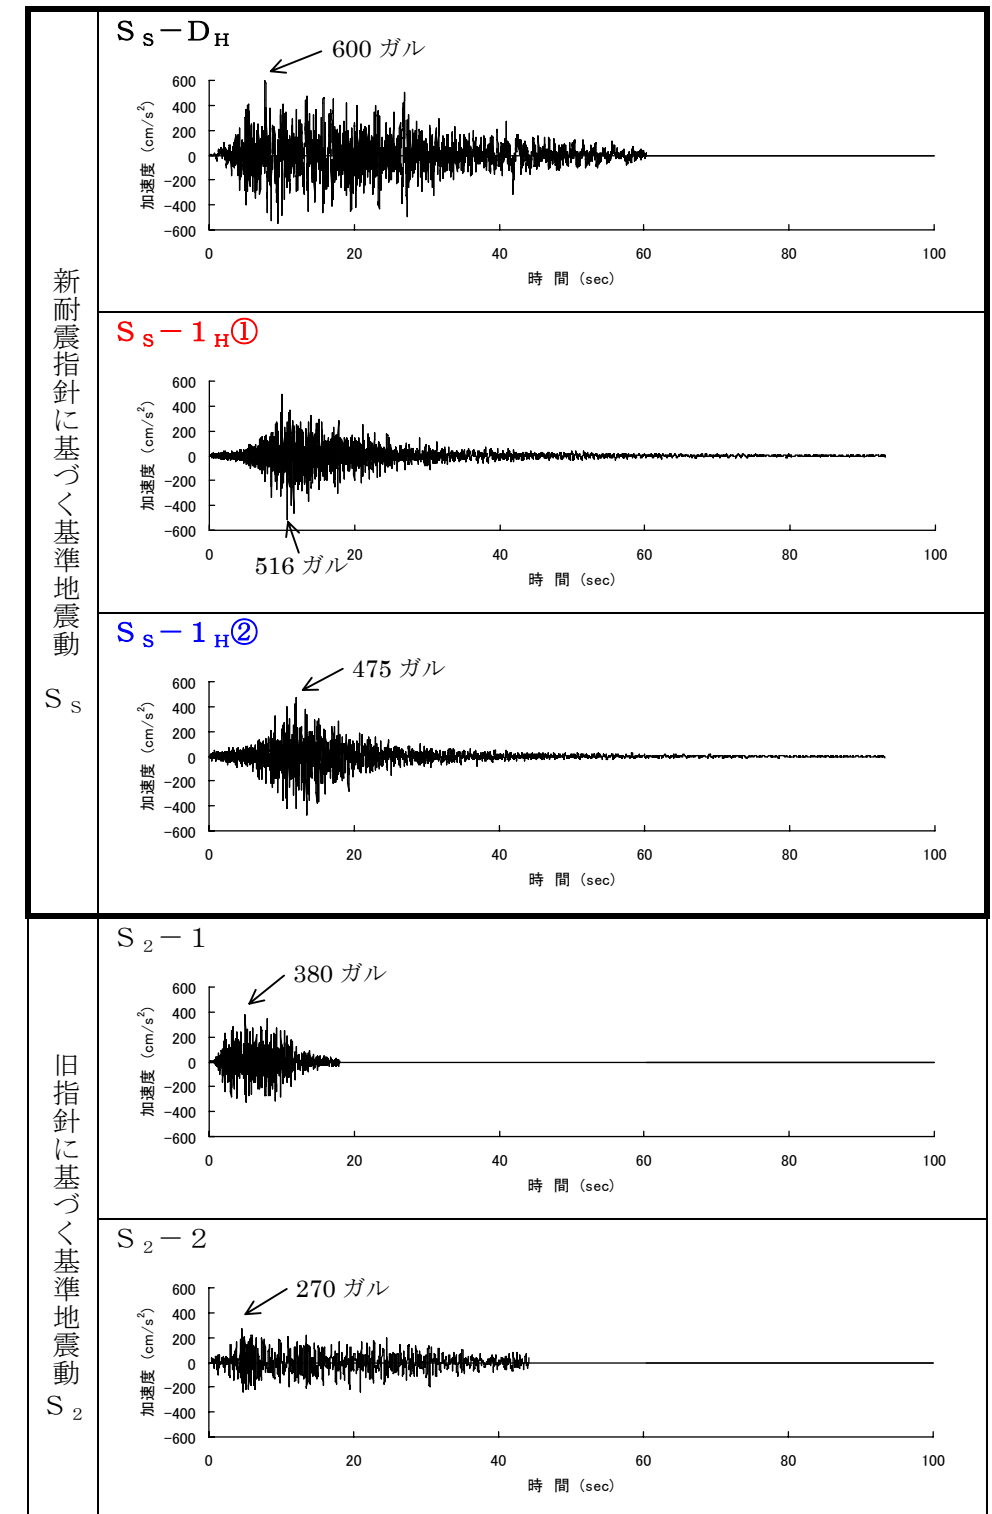 新耐震指針に基づく基準地震動
Ｓ s
Ｓ s－ＤH
600 ガル
加速度 (cm/s²)
600
400
200
0
-200
-400
-600
0 20 40 60 80 100
時 間 (sec)
Ｓ s－１H①
加速度 (cm/s²)
600
400
200
0
-200
-400
-600
0 20 40 60 80 100
516 ガル
時 間 (sec)
Ｓ s－１H②
475 ガル
加速度 (cm/s²)
600
400
200
0
-200
-400
-600
0 20 40 60 80 100
時 間 (sec)
旧指針に基づく基準地震動
Ｓ 2
Ｓ 2－１
380 ガル
加速度 (cm/s²)
600
400
200
0
-200
-400
-600
0 20 40 60 80 100
時 間 (sec)
Ｓ 2－２
270 ガル
加速度 (cm/s²)
600
400
200
0
-200
-400
-600
0 20 40 60 80 100
時 間 (sec)